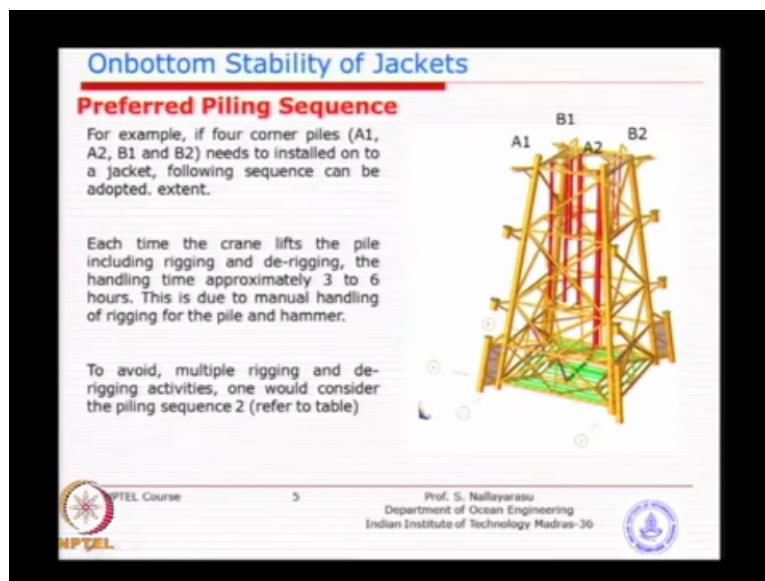 Onbottom Stability of Jackets
Preferred Piling Sequence
For example, if four corner piles (A1,
A2, B1 and B2) needs to installed on to
a jacket, following sequence can be
adopted. extent.
Each time the crane lifts the pile
including rigging and de-rigging, the
handling time approximately 3 to 6
hours. This is due to manual handling
of rigging for the pile and hammer.
To avoid, multiple rigging and de-
rigging activities, one would consider
the piling sequence 2 (refer to table)
B1
A1
A2
B2
NPTEL Course
5
Prof. S. Nallayarasu
Department of Ocean Engineering
Indian Institute of Technology Madras-36
NPTEL